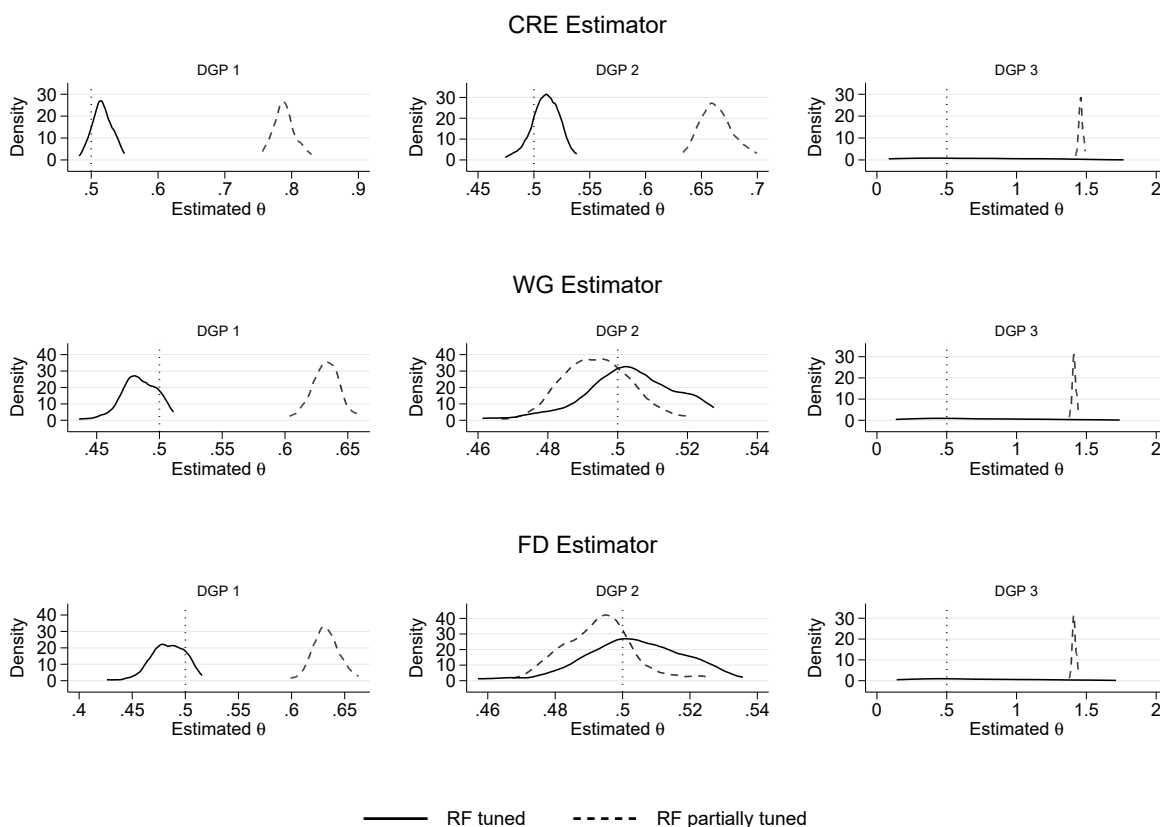 CRE Estimator
DGP 1
DGP 2
DGP 3
Density
30
20
10
0
.5
.6
.7
.8
.9
Estimated θ
Density
30
20
10
0
.45
.5
.55
.6
.65
.7
Estimated θ
Density
30
20
10
0
0
.5
1
1.5
2
Estimated θ
WG Estimator
DGP 1
DGP 2
DGP 3
Density
40
30
20
10
0
.45
.5
.55
.6
.65
Estimated θ
Density
40
30
20
10
0
.46
.48
.5
.52
.54
Estimated θ
Density
30
20
10
0
0
.5
1
1.5
2
Estimated θ
FD Estimator
DGP 1
DGP 2
DGP 3
Density
40
30
20
10
0
.4
.45
.5
.55
.6
.65
Estimated θ
Density
40
30
20
10
0
.46
.48
.5
.52
.54
Estimated θ
Density
30
20
10
0
0
.5
1
1.5
2
Estimated θ
RF tuned
RF partially tuned